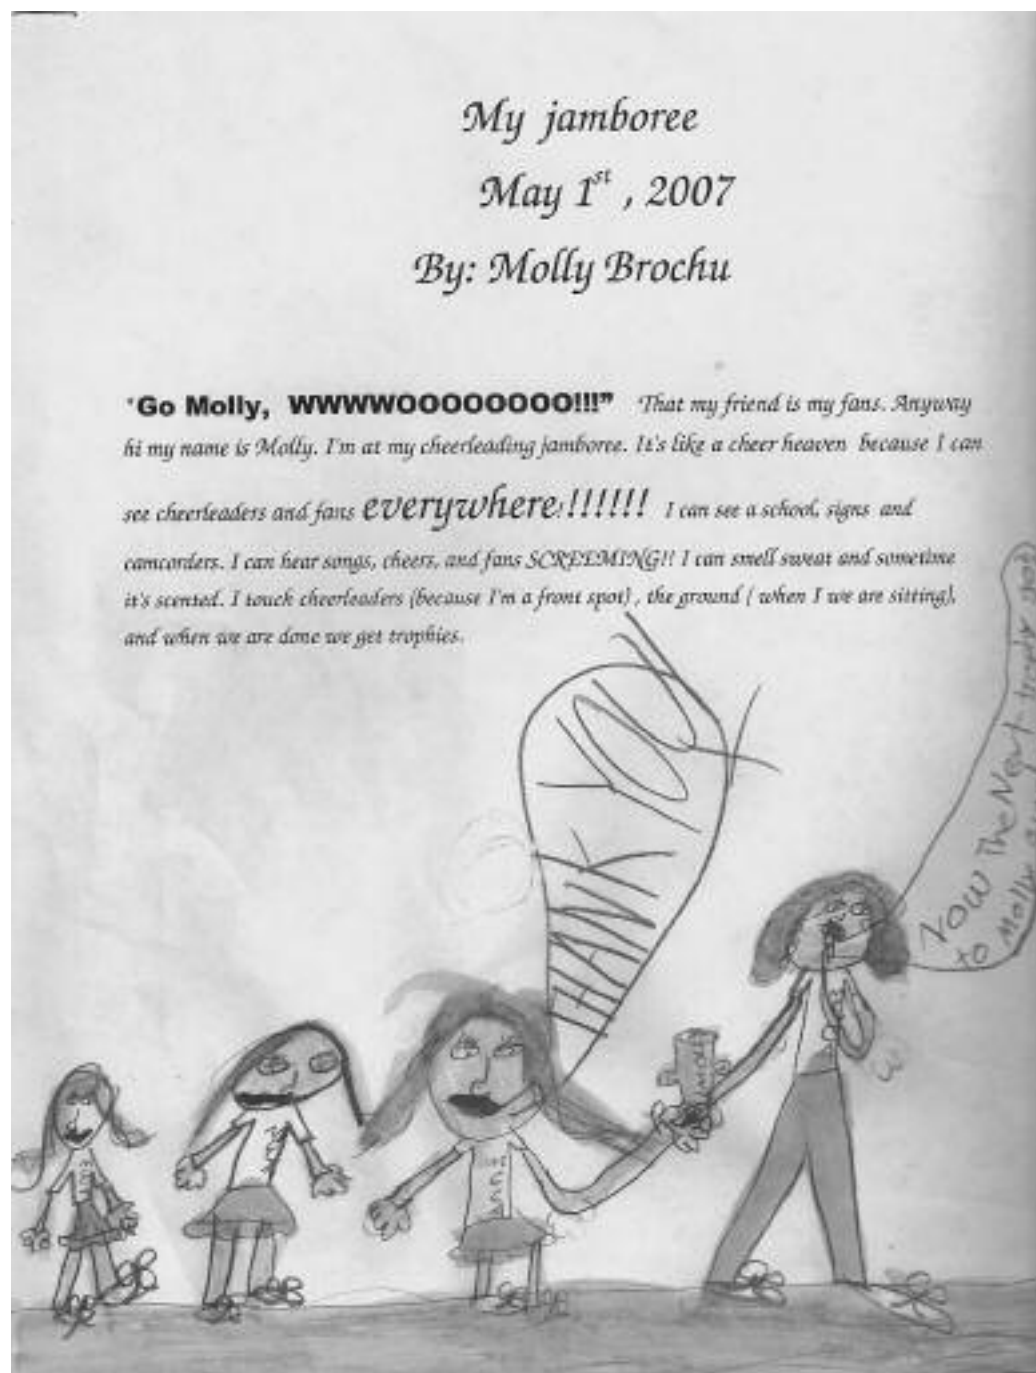 My jamboree
May 1st, 2007
By: Molly Brochu
"Go Molly, WWWWOOOOOOOO!!!" That my friend is my fans. Anyway
hi my name is Molly. I'm at my cheerleading jamboree. It's like a cheer heaven because I can
see cheerleaders and fans everywhere!!!!!!!
I can see a school, signs and
camcorders. I can hear songs, cheers, and fans SCREEMING!! I can smell sweat and sometime
it's scented. I touch cheerleaders (because I'm a front spot), the ground ( when I we are sitting),
and when we are done we get trophies.
THANK YOU
NOW The Next trophy goes
to Molly